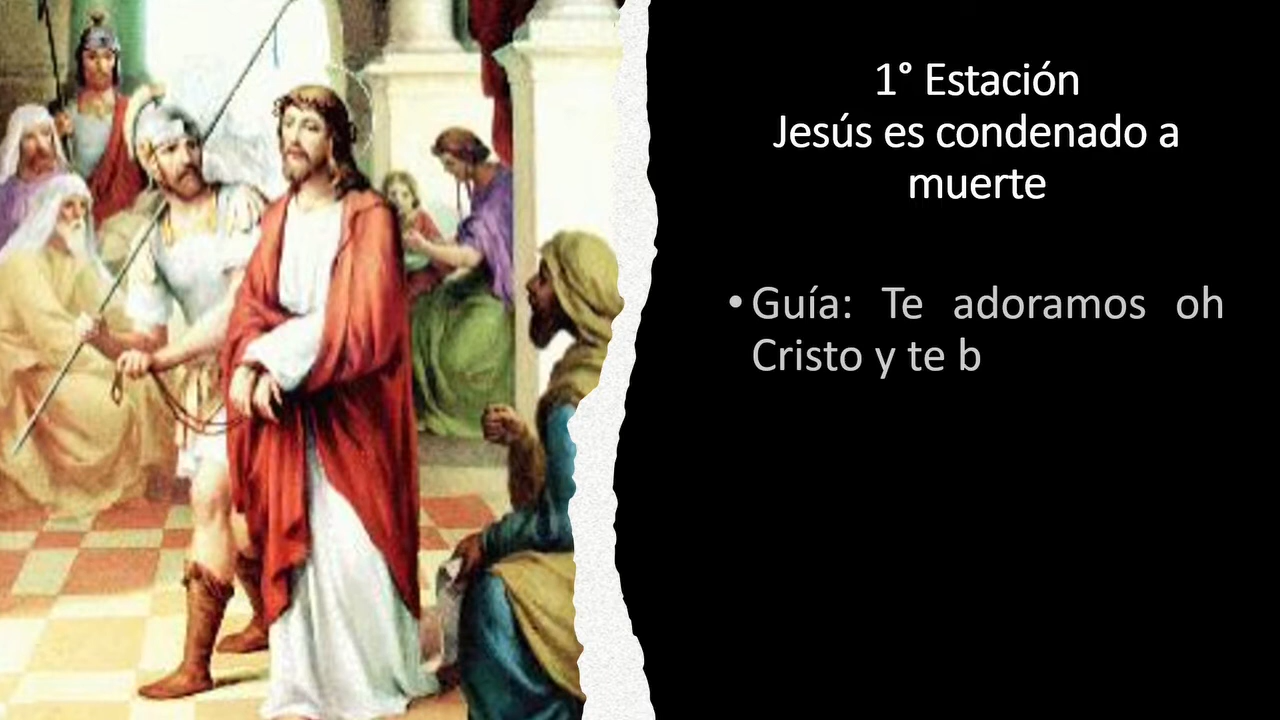 1° Estación
Jesús es condenado a
muerte
• Guía: Te adoramos oh
Cristo y te b